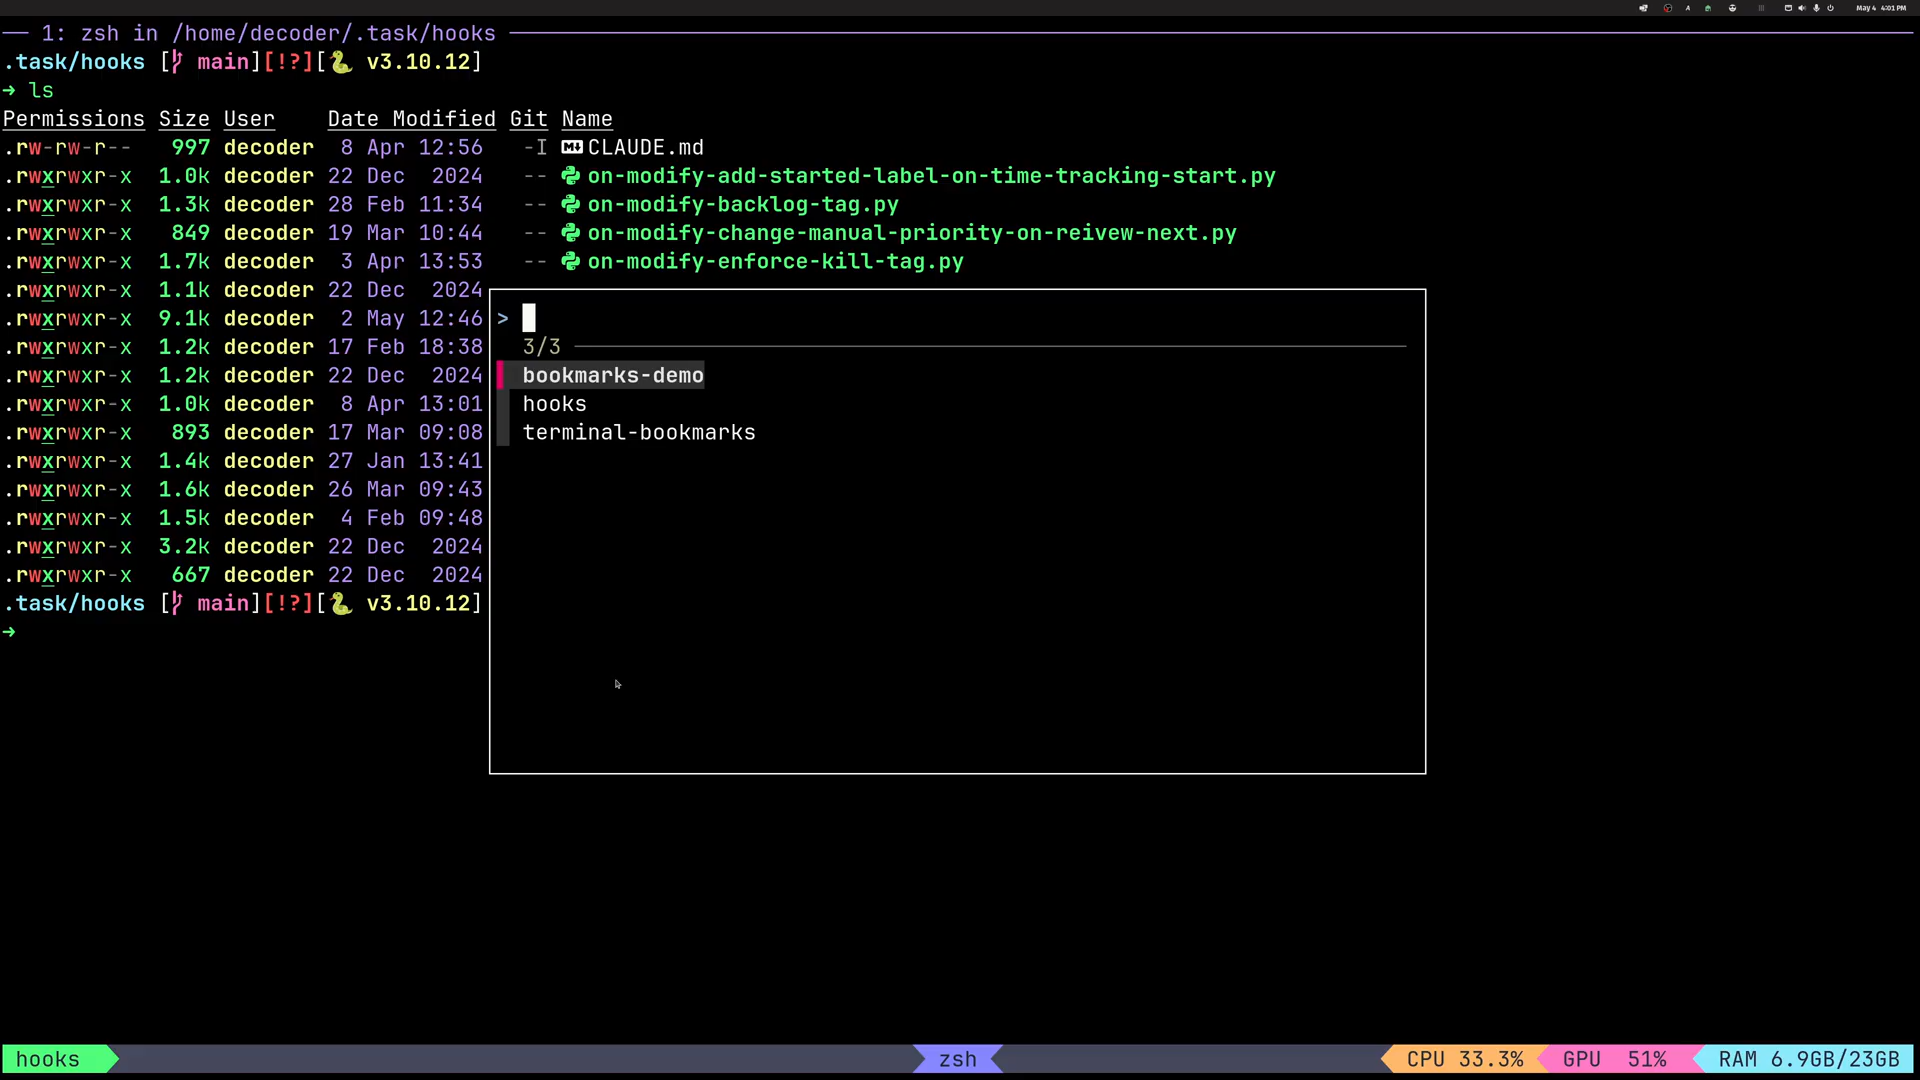 May 4 4:01 PM
1: zsh in /home/decoder/.task/hooks
.task/hooks [ main][!?][🐍 v3.10.12]
→ ls
Permissions Size User Date Modified Git Name
.rw-rw-r-- 997 decoder 8 Apr 12:56 -I CLAUDE.md
.rwxrwxr-x 1.0k decoder 22 Dec 2024 -- on-modify-add-started-label-on-time-tracking-start.py
.rwxrwxr-x 1.3k decoder 28 Feb 11:34 -- on-modify-backlog-tag.py
.rwxrwxr-x 849 decoder 19 Mar 10:44 -- on-modify-change-manual-priority-on-reivew-next.py
.rwxrwxr-x 1.7k decoder 3 Apr 13:53 -- on-modify-enforce-kill-tag.py
.rwxrwxr-x 1.1k decoder 22 Dec 2024
.rwxrwxr-x 9.1k decoder 2 May 12:46
.rwxrwxr-x 1.2k decoder 17 Feb 18:38
.rwxrwxr-x 1.2k decoder 22 Dec 2024
.rwxrwxr-x 1.0k decoder 8 Apr 13:01
.rwxrwxr-x 893 decoder 17 Mar 09:08
.rwxrwxr-x 1.4k decoder 27 Jan 13:41
.rwxrwxr-x 1.6k decoder 26 Mar 09:43
.rwxrwxr-x 1.5k decoder 4 Feb 09:48
.rwxrwxr-x 3.2k decoder 22 Dec 2024
.rwxrwxr-x 667 decoder 22 Dec 2024
.task/hooks [ main][!?][🐍 v3.10.12]
→
>
3/3
bookmarks-demo
hooks
terminal-bookmarks
hooks
zsh
CPU 33.3%
GPU 51%
RAM 6.9GB/23GB